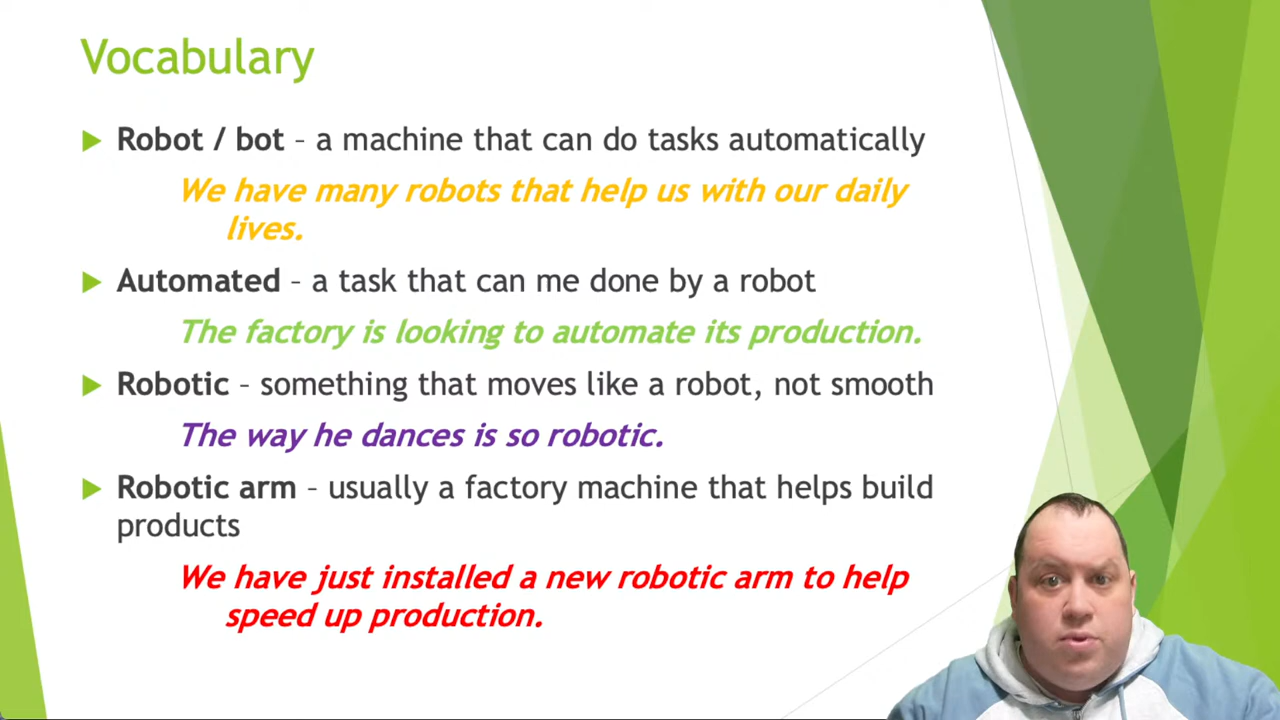 Vocabulary
Robot / bot – a machine that can do tasks automatically
We have many robots that help us with our daily
lives.
Automated – a task that can me done by a robot
The factory is looking to automate its production.
Robotic – something that moves like a robot, not smooth
The way he dances is so robotic.
Robotic arm – usually a factory machine that helps build
products
We have just installed a new robotic arm to help
speed up production.